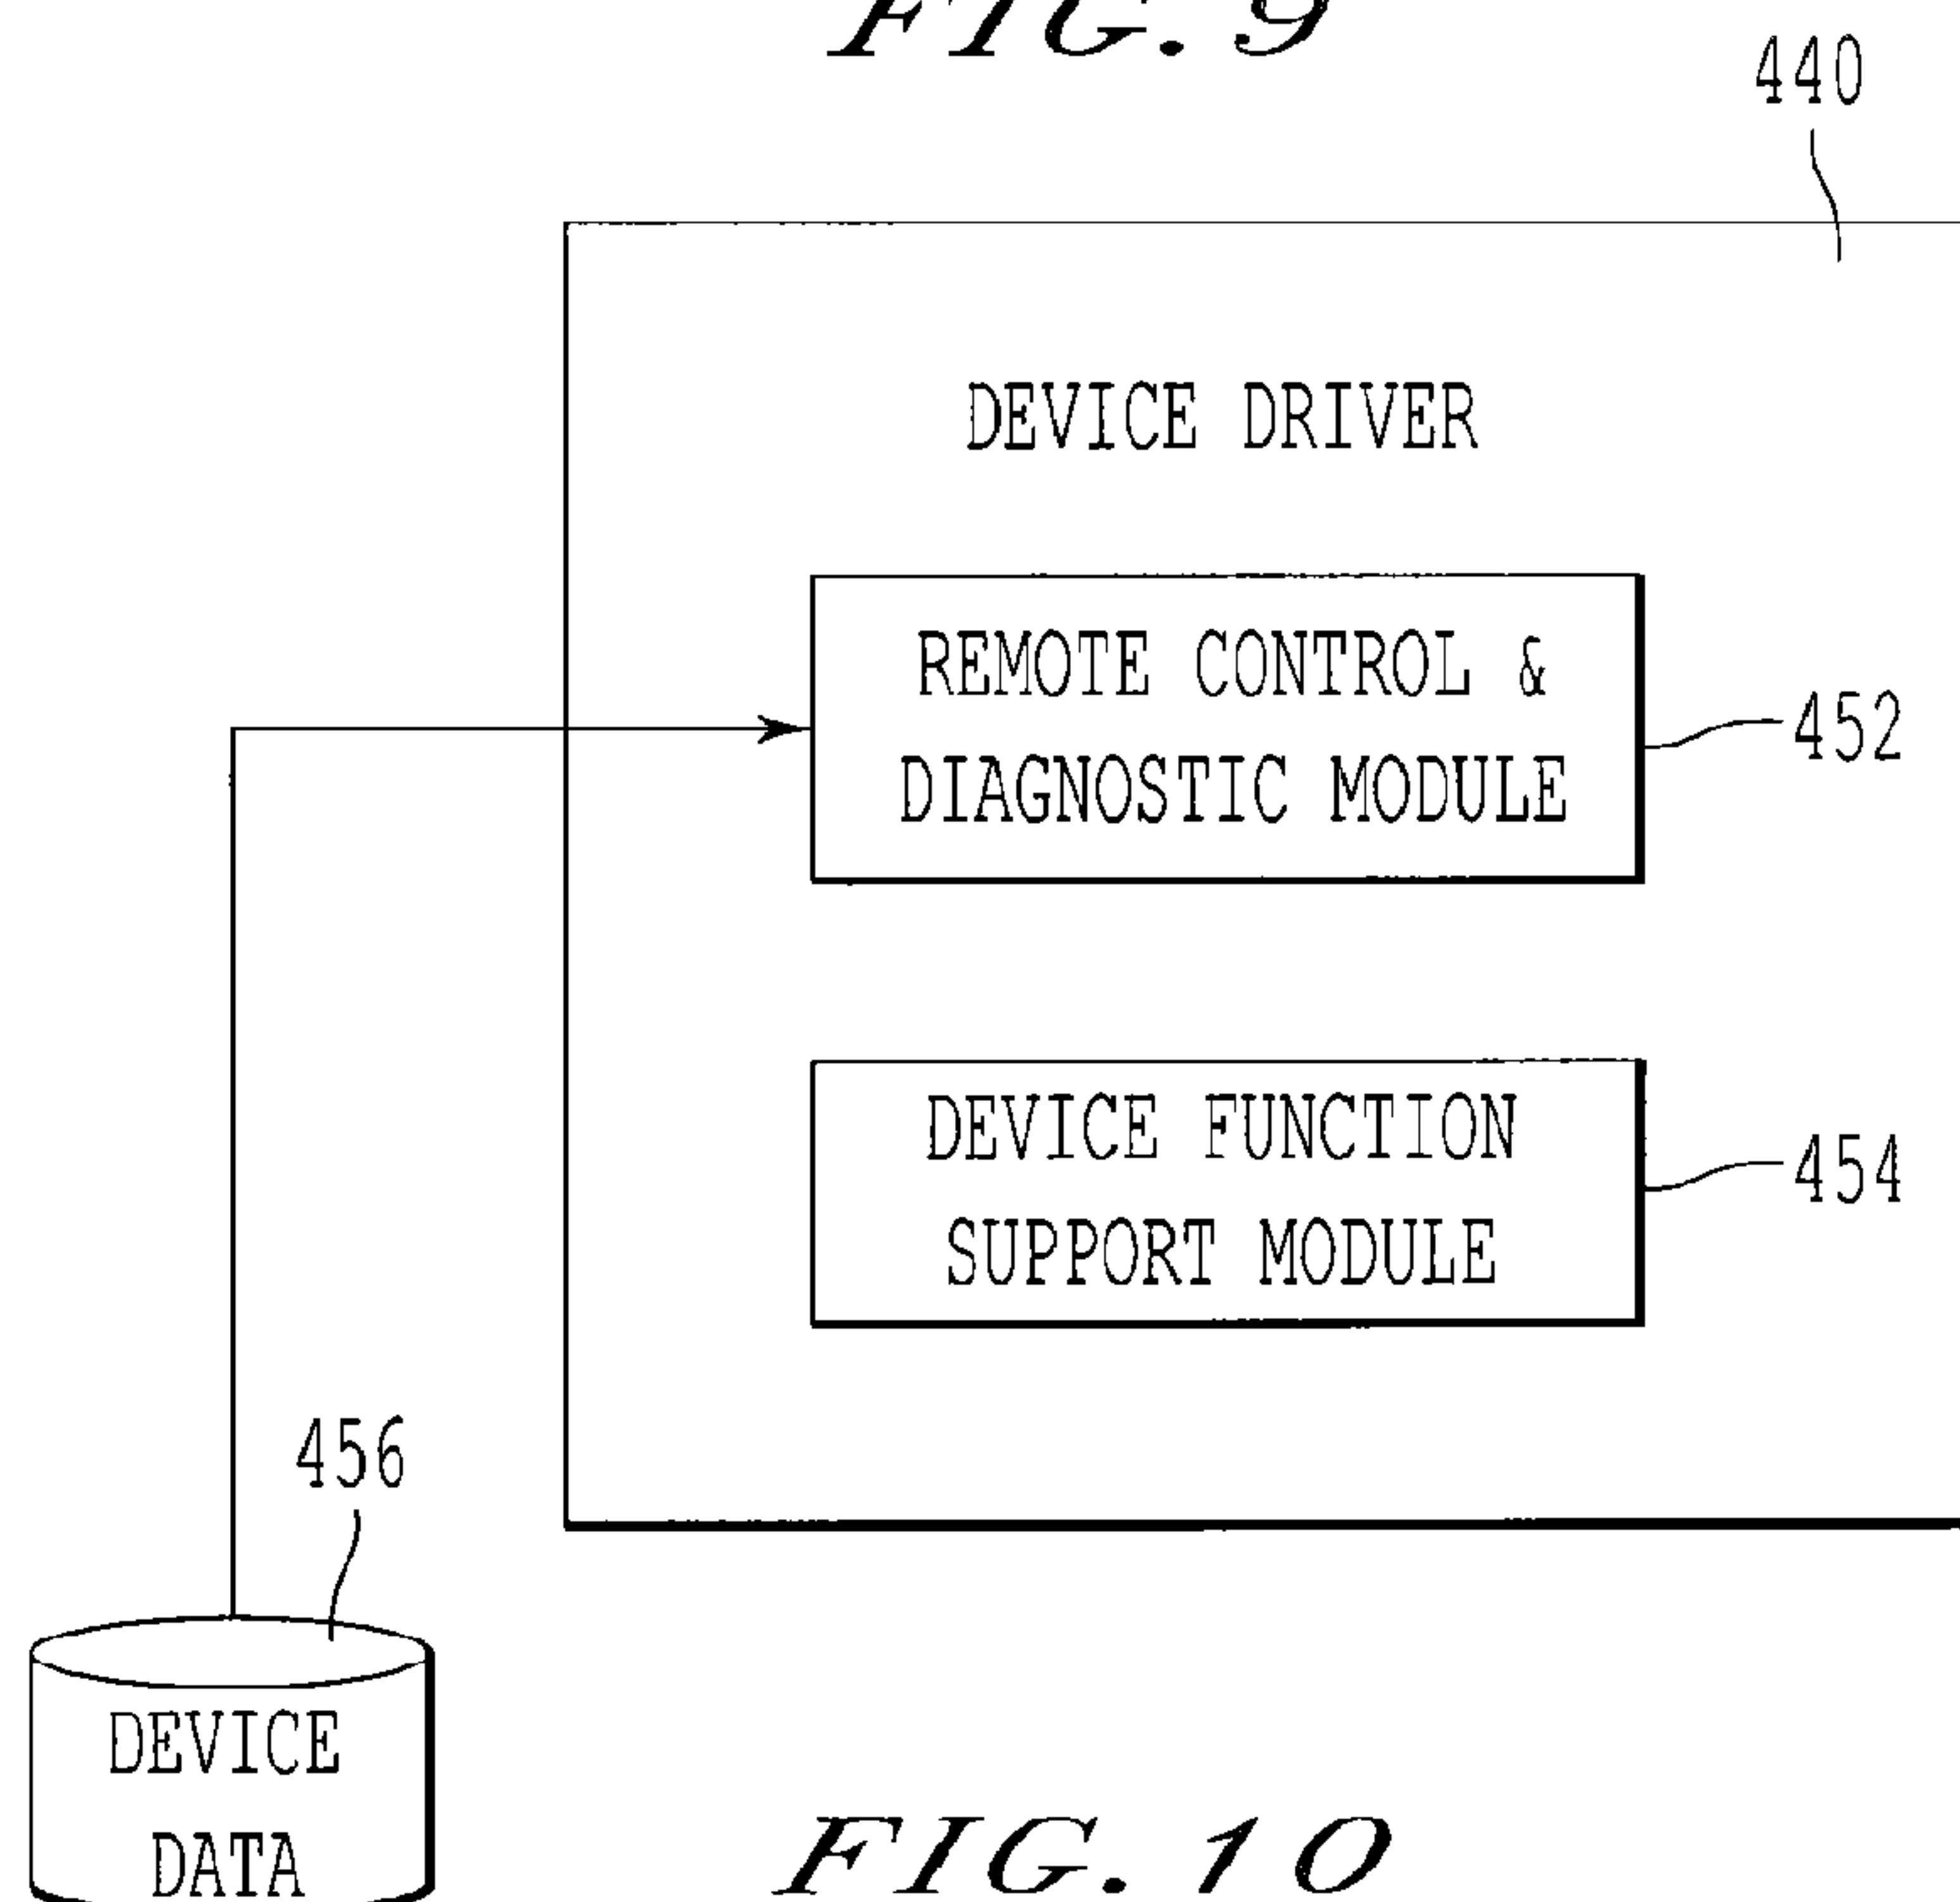 FIG. 9
440
DEVICE DRIVER
REMOTE CONTROL &
DIAGNOSTIC MODULE
452
DEVICE FUNCTION
SUPPORT MODULE
454
456
DEVICE
DATA
FIG. 10